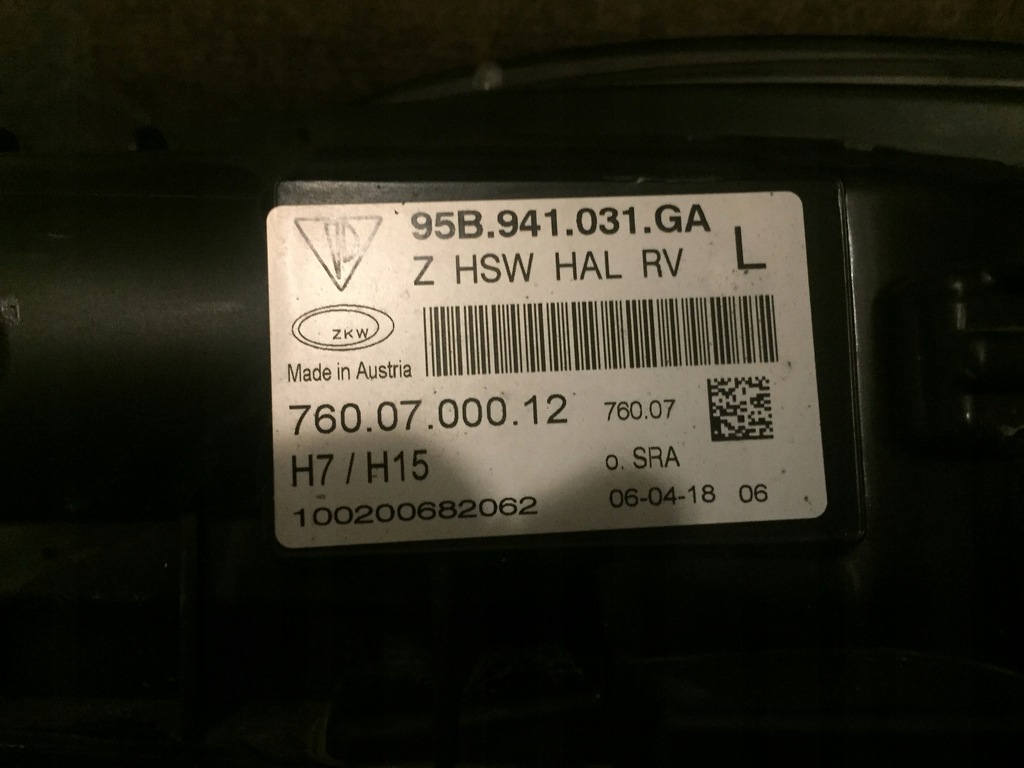 95B.941.031.GA
Z HSW HAL RV L
ZKW
Made in Austria
760.07.000.12 760.07
H7 / H15 o. SRA
100200682062 06-04-18 06